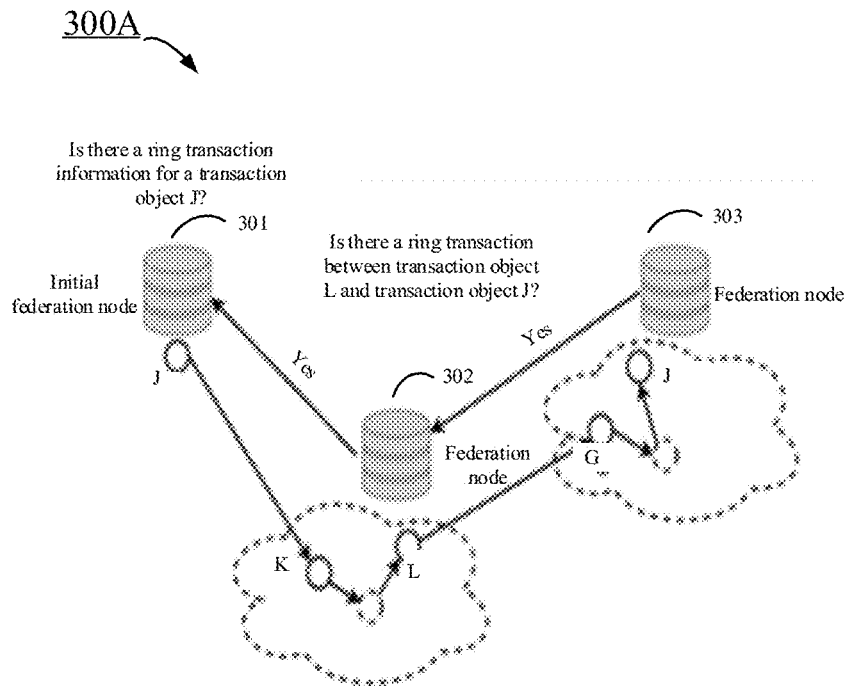 300A
Is there a ring transaction
information for a transaction
object J?
301
303
Is there a ring transaction
between transaction object
L and transaction object J?
Initial
federation node
Federation node
Yes
Yes
J
302
J
G
Federation
node
K
L